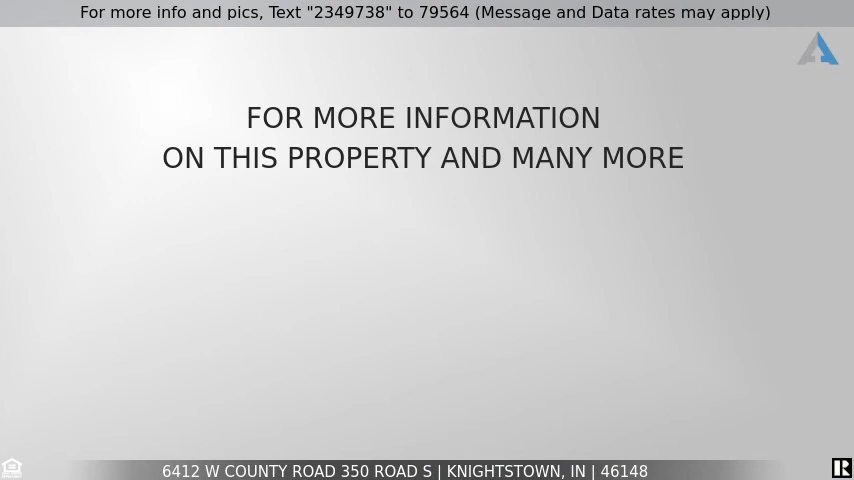 For more info and pics, Text "2349738" to 79564 (Message and Data rates may apply)
FOR MORE INFORMATION
ON THIS PROPERTY AND MANY MORE
6412 W COUNTY ROAD 350 ROAD S | KNIGHTSTOWN, IN | 46148